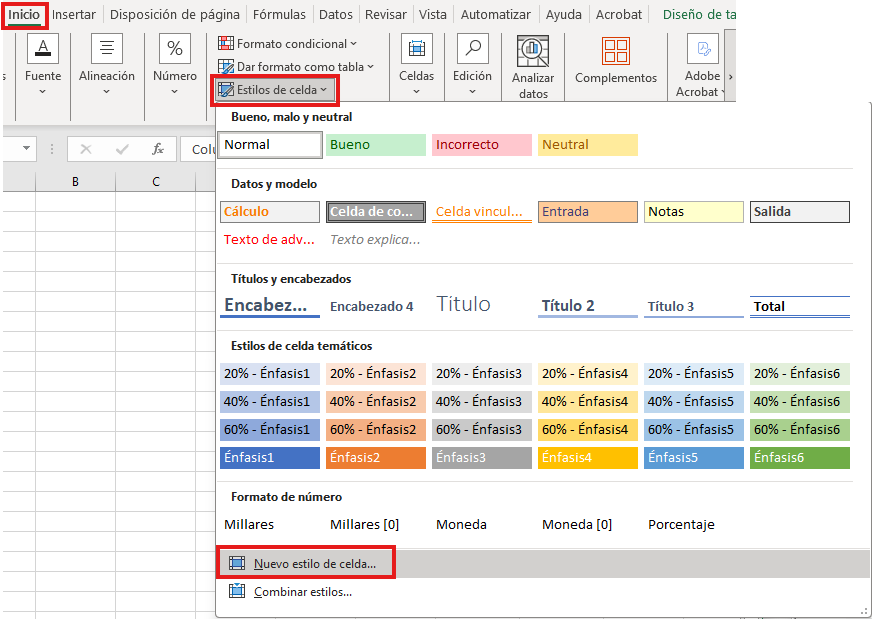 Inicio Insertar Disposición de página Fórmulas Datos Revisar Vista Automatizar Ayuda Acrobat Diseño de ta
Fuente
Alineación
%
Número
Formato condicional
Dar formato como tabla
Estilos de celda
Celdas
Edición
Analizar
datos
Complementos
Adobe
Acrobat
fx
Colu
B C
Bueno, malo y neutral
Normal Bueno Incorrecto Neutral
Datos y modelo
Cálculo Celda de co... Celda vincul... Entrada Notas Salida
Texto de adv... Texto explica...
Títulos y encabezados
Encabez... Encabezado 4 Título Título 2 Título 3 Total
Estilos de celda temáticos
20% - Énfasis1 20% - Énfasis2 20% - Énfasis3 20% - Énfasis4 20% - Énfasis5 20% - Énfasis6
40% - Énfasis1 40% - Énfasis2 40% - Énfasis3 40% - Énfasis4 40% - Énfasis5 40% - Énfasis6
60% - Énfasis1 60% - Énfasis2 60% - Énfasis3 60% - Énfasis4 60% - Énfasis5 60% - Énfasis6
Énfasis1 Énfasis2 Énfasis3 Énfasis4 Énfasis5 Énfasis6
Formato de número
Millares Millares [0] Moneda Moneda [0] Porcentaje
Nuevo estilo de celda...
Combinar estilos...